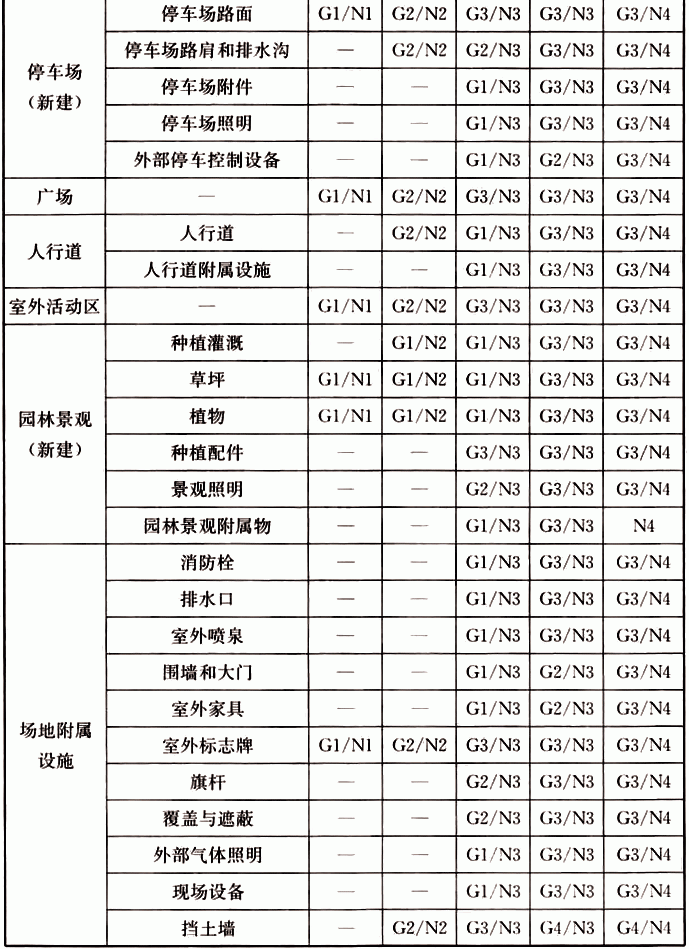 停车场
（新建） 停车场路面 G1/N1 G2/N2 G3/N3 G3/N3 G3/N4
停车场路肩和排水沟 — G2/N2 G2/N3 G3/N3 G3/N4
停车场附件 — — G1/N3 G3/N3 G3/N4
停车场照明 — — G1/N3 G3/N3 G3/N4
外部停车控制设备 — — G1/N3 G2/N3 G3/N4
广场 — G1/N1 G2/N2 G3/N3 G3/N3 G3/N4
人行道 人行道 — G2/N2 G1/N3 G3/N3 G3/N4
人行道附属设施 — — G1/N3 G3/N3 G3/N4
室外活动区 — G1/N1 G2/N2 G3/N3 G3/N3 G3/N4
园林景观
（新建） 种植灌溉 — G1/N2 G1/N3 G3/N3 G3/N4
草坪 G1/N1 G1/N2 G1/N3 G3/N3 G3/N4
植物 G1/N1 G1/N2 G1/N3 G3/N3 G3/N4
种植配件 — — G3/N3 G3/N3 G3/N4
景观照明 — — G2/N3 G3/N3 G3/N4
园林景观附属物 — — G1/N3 G3/N3 N4
场地附属
设施 消防栓 — — G1/N3 G3/N3 G3/N4
排水口 — — G1/N3 G3/N3 G3/N4
室外喷泉 — — G1/N3 G3/N3 G3/N4
围墙和大门 — — G1/N3 G2/N3 G3/N4
室外家具 — — G1/N3 G2/N3 G3/N4
室外标志牌 G1/N1 G2/N2 G3/N3 G3/N3 G3/N4
旗杆 — — G2/N3 G3/N3 G3/N4
覆盖与遮蔽 — — G2/N3 G3/N3 G3/N4
外部气体照明 — — G1/N3 G3/N3 G3/N4
现场设备 — — G1/N3 G3/N3 G3/N4
挡土墙 — G2/N2 G3/N3 G4/N3 G4/N4